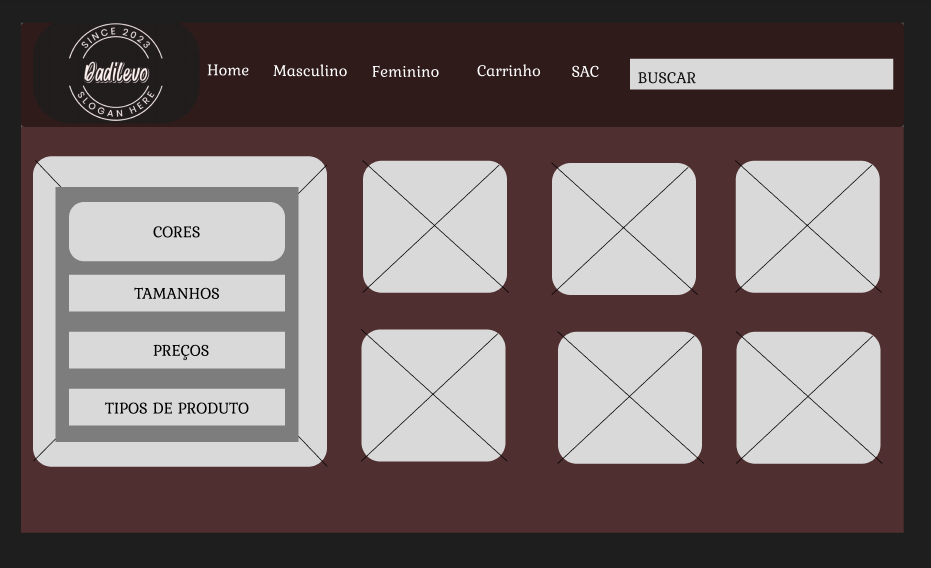 SINCE 2023
Dadilevo
SLOGAN HERE
Home Masculino Feminino Carrinho SAC BUSCAR
CORES
TAMANHOS
PREÇOS
TIPOS DE PRODUTO